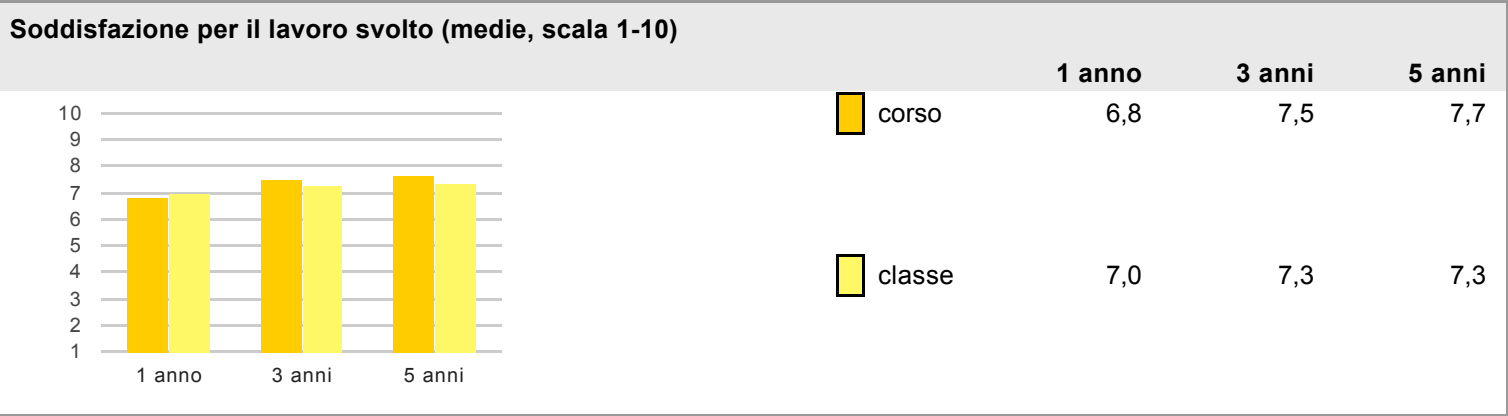 Soddisfazione per il lavoro svolto (medie, scala 1-10)
1 anno 3 anni 5 anni
corso 6,8 7,5 7,7
classe 7,0 7,3 7,3
10
9
8
7
6
5
4
3
2
1
1 anno 3 anni 5 anni